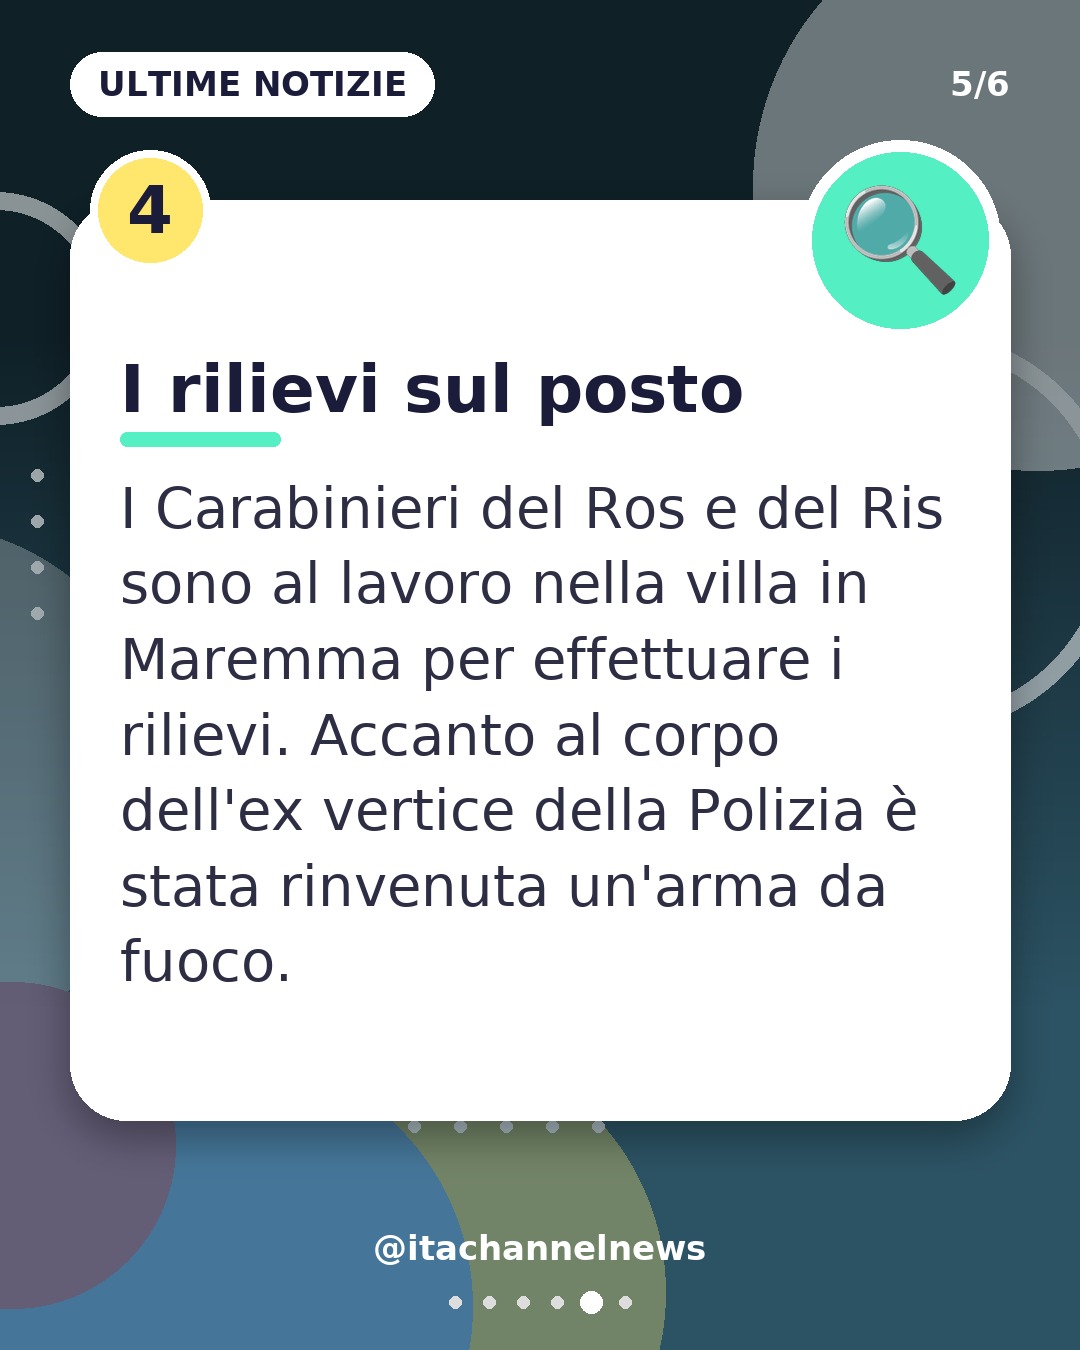 ULTIME NOTIZIE
5/6
4
I rilievi sul posto
I Carabinieri del Ros e del Ris
sono al lavoro nella villa in
Maremma per effettuare i
rilievi. Accanto al corpo
dell'ex vertice della Polizia è
stata rinvenuta un'arma da
fuoco.
@itachannelnews